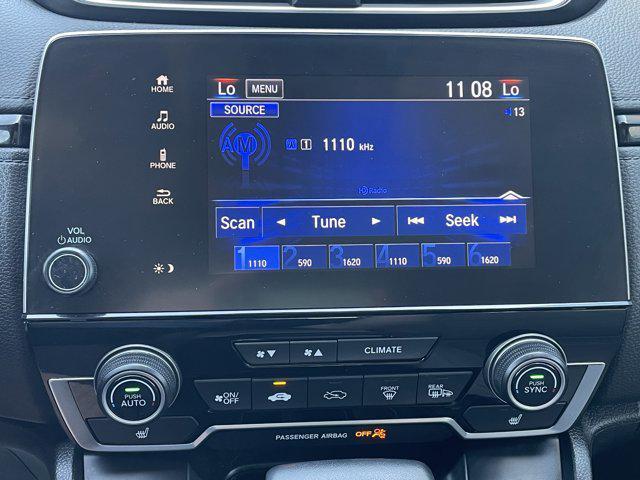 Lo MENU 11 08 Lo
SOURCE 13
AM 1 1110 kHz
HD Radio
Scan Tune Seek
1 1110 2 590 3 1620 4 1110 5 590 6 1620
HOME
AUDIO
PHONE
BACK
VOL
AUDIO
CLIMATE
PUSH AUTO
ON/OFF
FRONT
REAR
PUSH SYNC
PASSENGER AIRBAG OFF